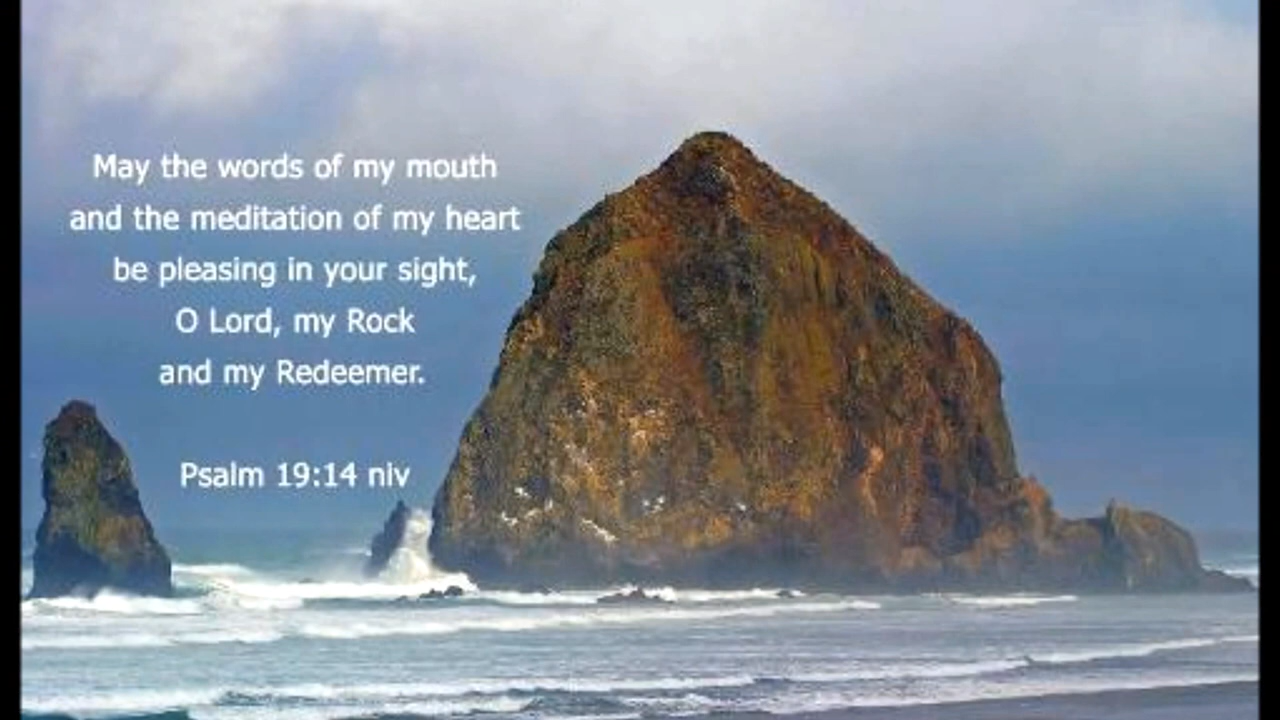 May the words of my mouth
and the meditation of my heart
be pleasing in your sight,
O Lord, my Rock
and my Redeemer.
Psalm 19:14 niv